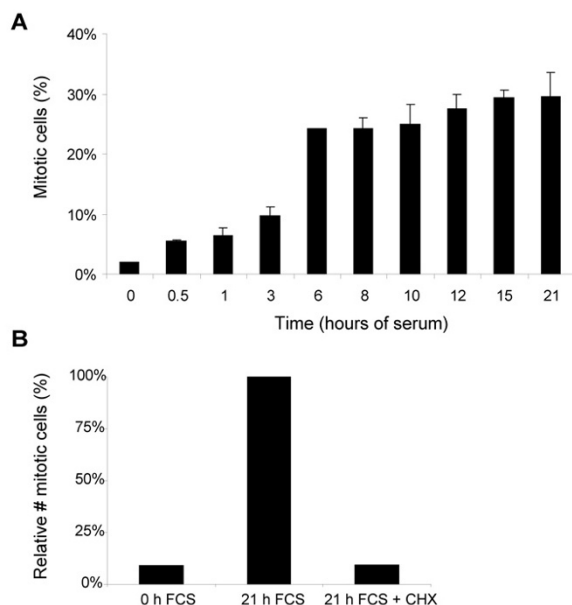 A
Mitotic cells (%)
40%
30%
20%
10%
0%
0 0.5 1 3 6 8 10 12 15 21
Time (hours of serum)
B
Relative # mitotic cells (%)
100%
75%
50%
25%
0%
0 h FCS 21 h FCS 21 h FCS + CHX